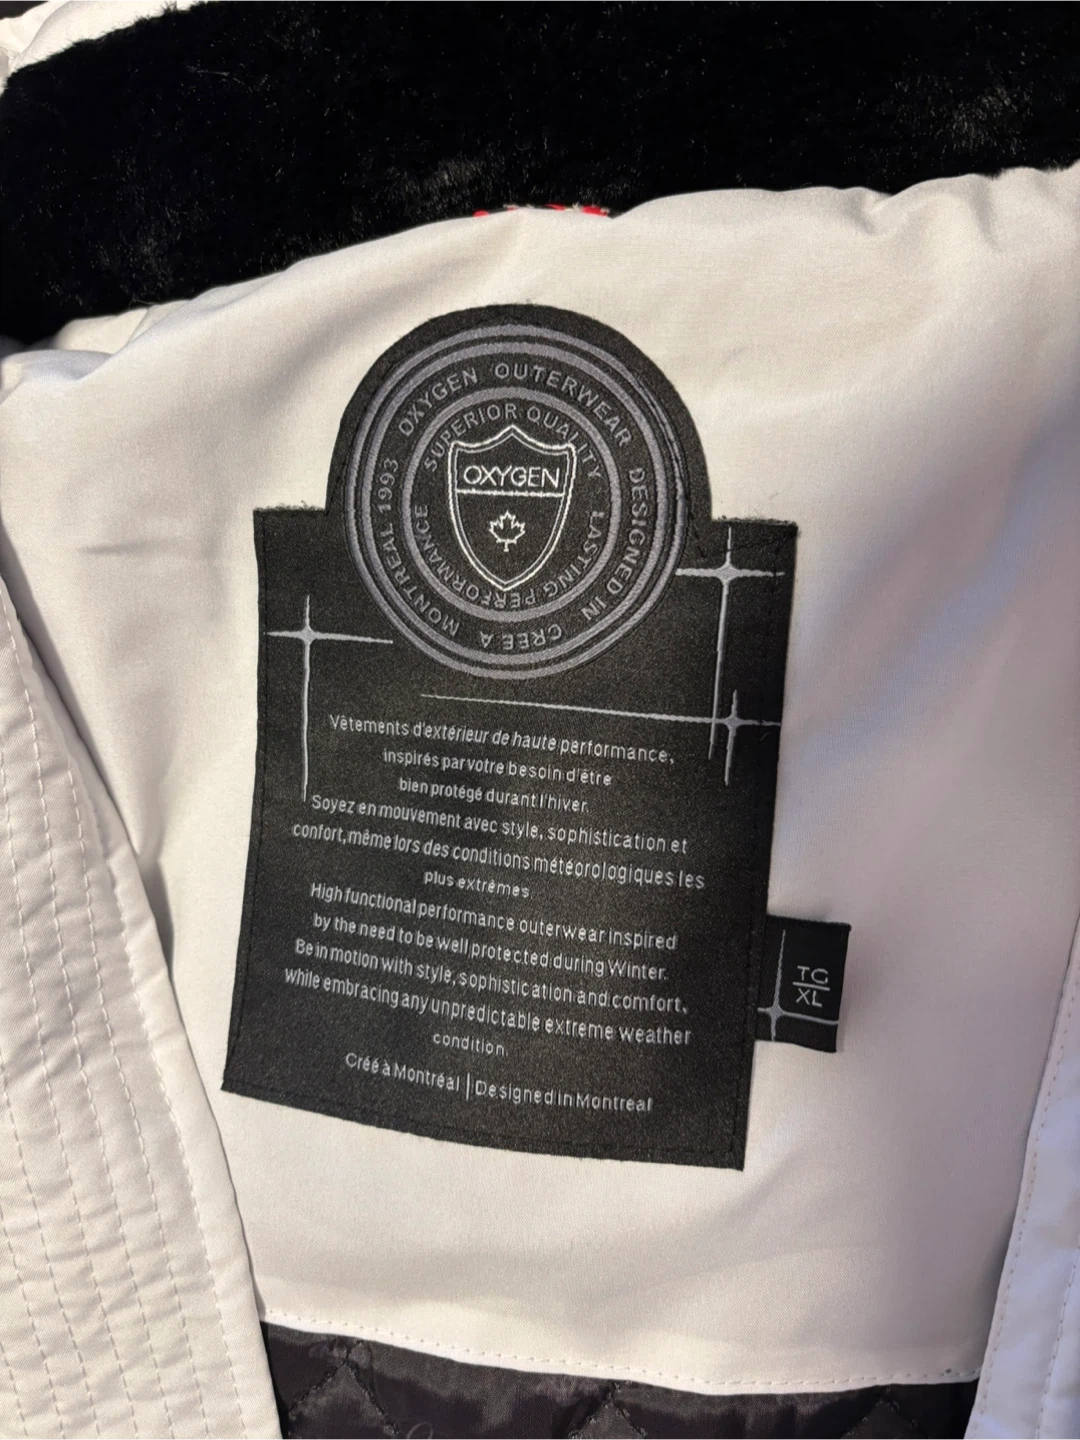 OXYGEN OUTERWEAR DESIGNED IN CRÉÉ À MONTREAL 1993
SUPERIOR QUALITY LASTING PERFORMANCE
OXYGEN
Vêtements d'extérieur de haute performance,
inspirés par votre besoin d'être
bien protégé durant l'hiver.
Soyez en mouvement avec style, sophistication et
confort, même lors des conditions météorologiques les
plus extrêmes
High functional performance outerwear inspired
by the need to be well protected during Winter.
Be in motion with style, sophistication and comfort,
while embracing any unpredictable extreme weather
condition.
Créé à Montréal | Designed in Montreal
TG
XL